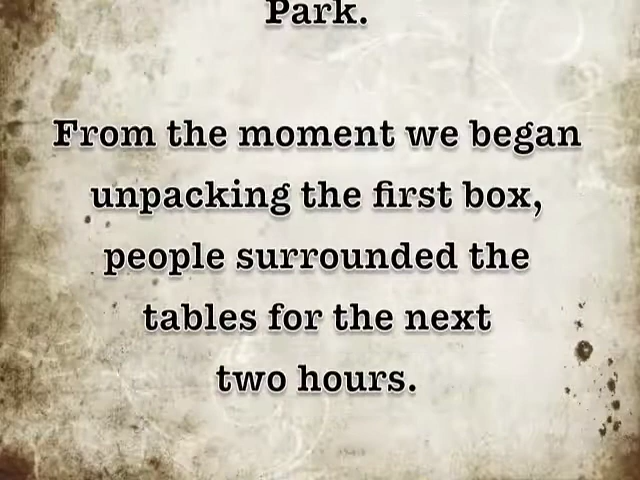 Park.
From the moment we began
unpacking the first box,
people surrounded the
tables for the next
two hours.